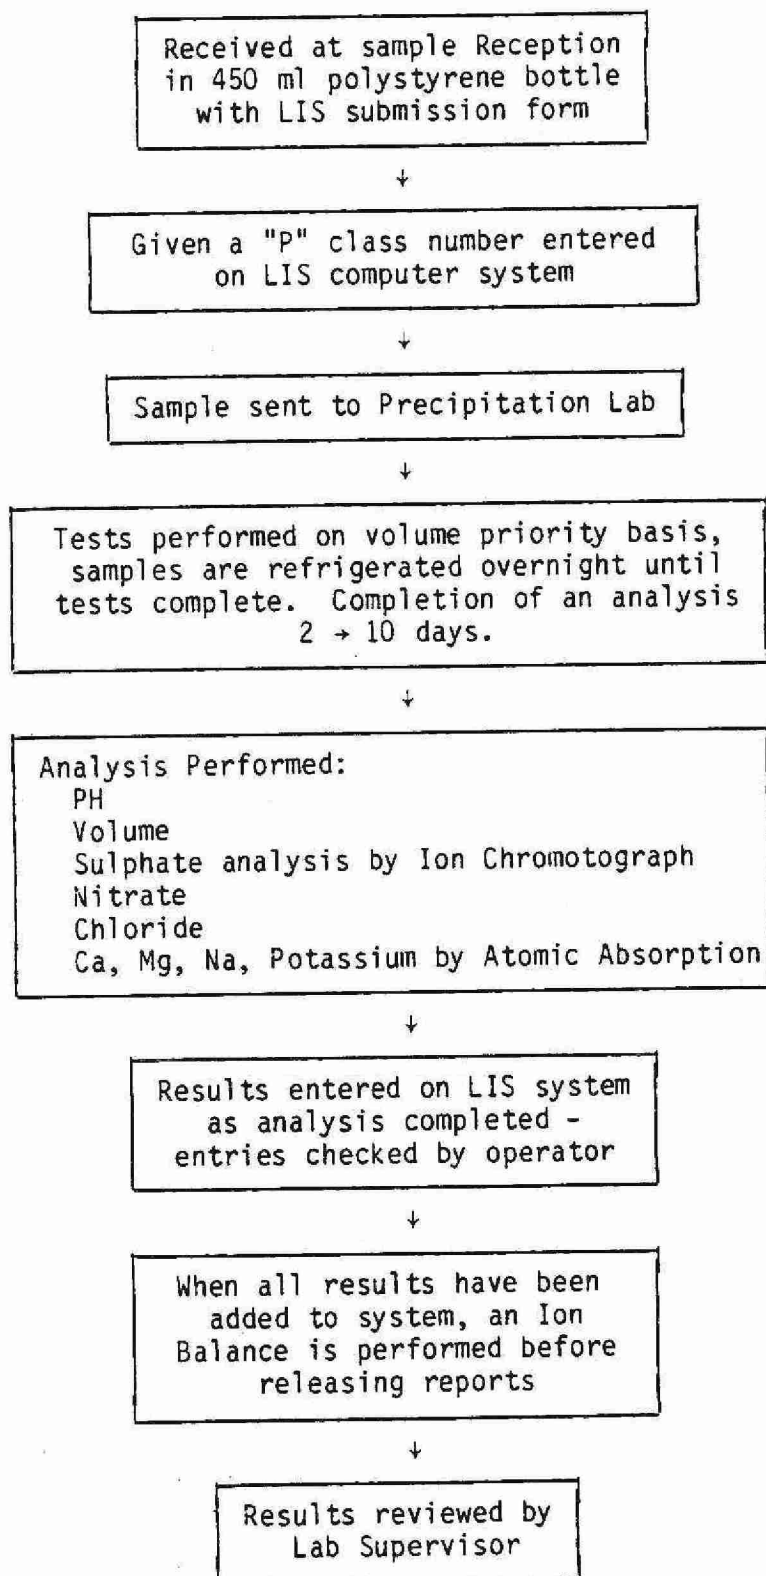 Received at sample Reception
in 450 ml polystyrene bottle
with LIS submission form
↓
Given a "P" class number entered
on LIS computer system
↓
Sample sent to Precipitation Lab
↓
Tests performed on volume priority basis,
samples are refrigerated overnight until
tests complete. Completion of an analysis
2 → 10 days.
↓
Analysis Performed:
PH
Volume
Sulphate analysis by Ion Chromotograph
Nitrate
Chloride
Ca, Mg, Na, Potassium by Atomic Absorption
↓
Results entered on LIS system
as analysis completed -
entries checked by operator
↓
When all results have been
added to system, an Ion
Balance is performed before
releasing reports
↓
Results reviewed by
Lab Supervisor